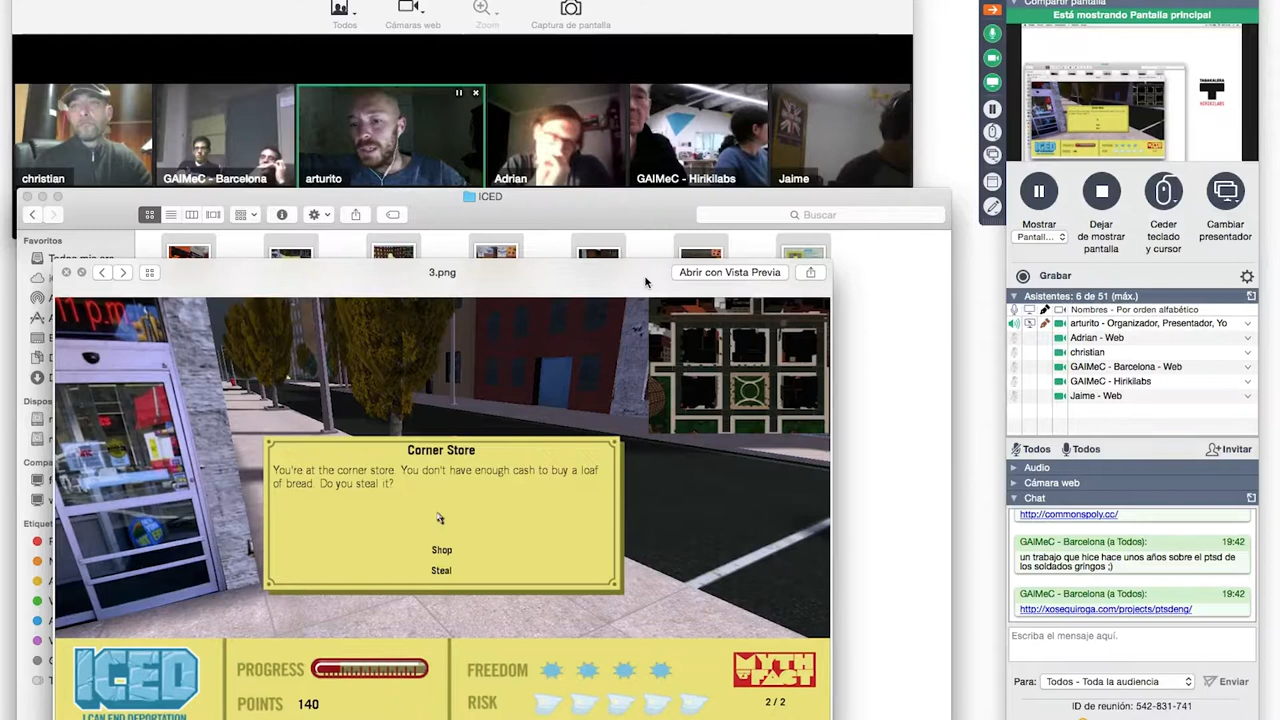 Todos
Cámaras web
Zoom
Captura de pantalla
christian
GAIMeC - Barcelona
arturito
Adrian
GAIMeC - Hirikilabs
Jaime
ICED
Buscar
Favoritos
3.png
Abrir con Vista Previa
11 p.m.
Corner Store
You're at the corner store. You don't have enough cash to buy a loaf
of bread. Do you steal it?
Shop
Steal
ICED
I CAN END DEPORTATION
PROGRESS
POINTS 140
FREEDOM
RISK
MYTH
FACT
2 / 2
Dispos
Compa
Etiquet
Compartir pantalla
Está mostrando Pantalla principal
TABAKALERA
HIRIKILABS
Mostrar
Pantall...
Dejar
de mostrar
pantalla
Ceder
teclado
y cursor
Cambiar
presentador
Grabar
Asistentes: 6 de 51 (máx.)
Nombres - Por orden alfabético
arturito - Organizador, Presentador, Yo
Adrian - Web
christian
GAIMeC - Barcelona - Web
GAIMeC - Hirikilabs
Jaime - Web
Todos
Todos
Invitar
Audio
Cámara web
Chat
http://commonspoly.cc/
GAIMeC - Barcelona (a Todos): 19:42
un trabajo que hice hace unos años sobre el ptsd de
los soldados gringos ;)
GAIMeC - Barcelona (a Todos): 19:42
http://xosequiroga.com/projects/ptsdeng/
Escriba el mensaje aquí.
Para: Todos - Toda la audiencia
Enviar
ID de reunión: 542-831-741